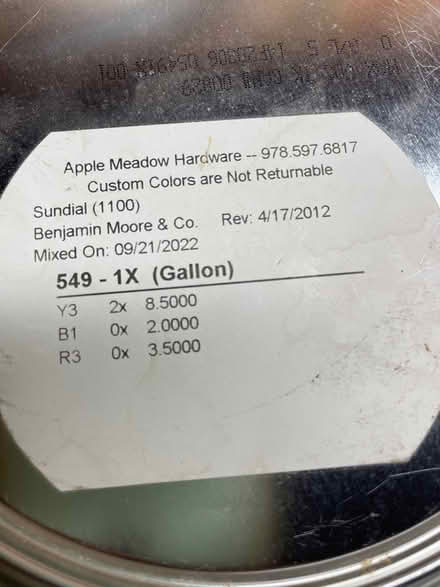 Apple Meadow Hardware -- 978.597.6817
Custom Colors are Not Returnable
Sundial (1100)
Benjamin Moore & Co. Rev: 4/17/2012
Mixed On: 09/21/2022
549 - 1X (Gallon)
Y3 2x 8.5000
B1 0x 2.0000
R3 0x 3.5000